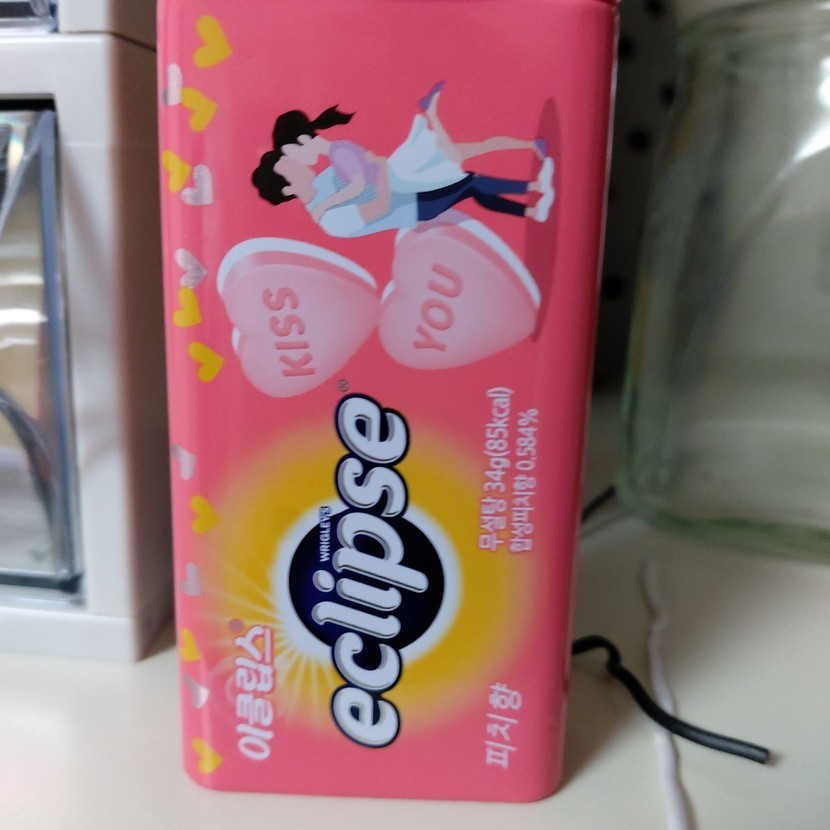 KISS
YOU
WRIGLEY'S
eclipse®
이클립스
무설탕 34g(85kcal)
합성피치향 0.584%
피치향